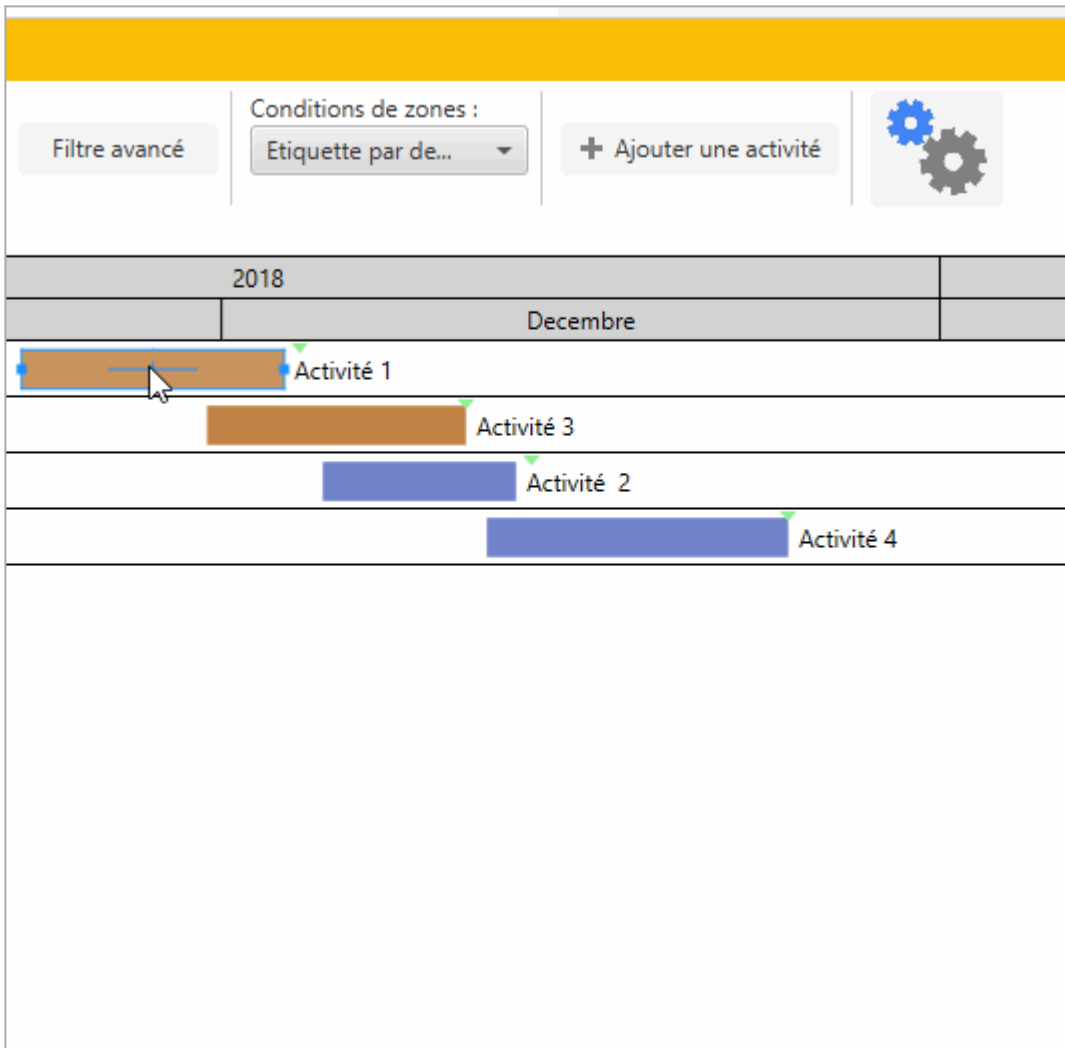 Conditions de zones :
Filtre avancé
Etiquette par de...
+ Ajouter une activité
2018
Decembre
Activité 1
Activité 3
Activité  2
Activité 4